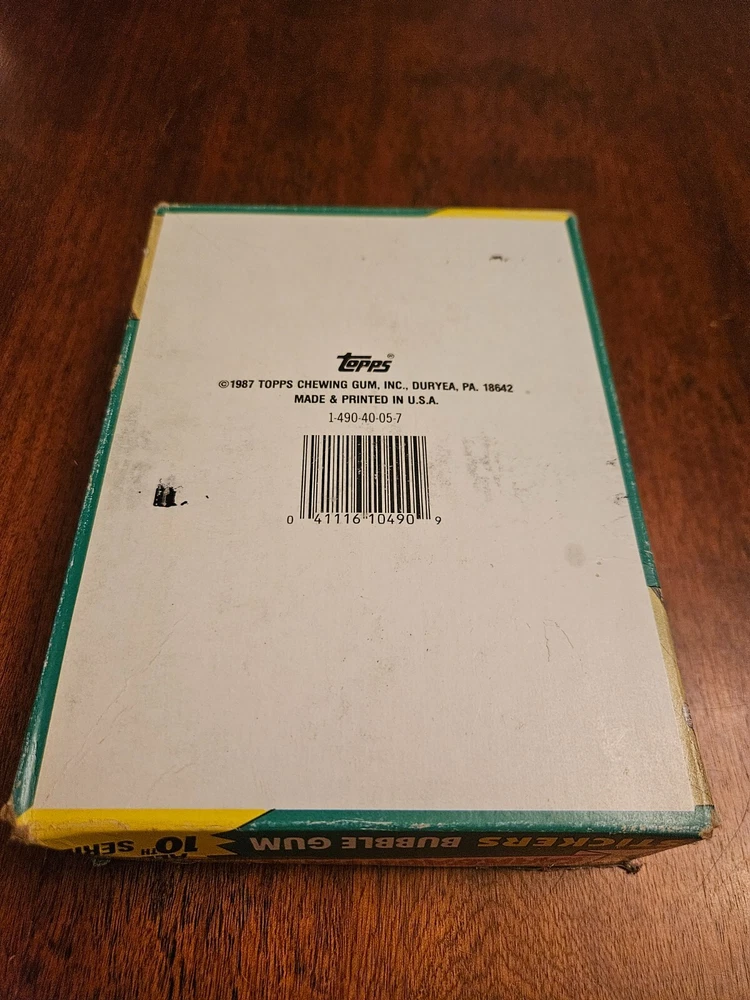 Topps®
©1987 TOPPS CHEWING GUM, INC., DURYEA, PA. 18642
MADE & PRINTED IN U.S.A.
1-490-40-05-7
0 41116 10490 9
STICKERS BUBBLE GUM
10TH